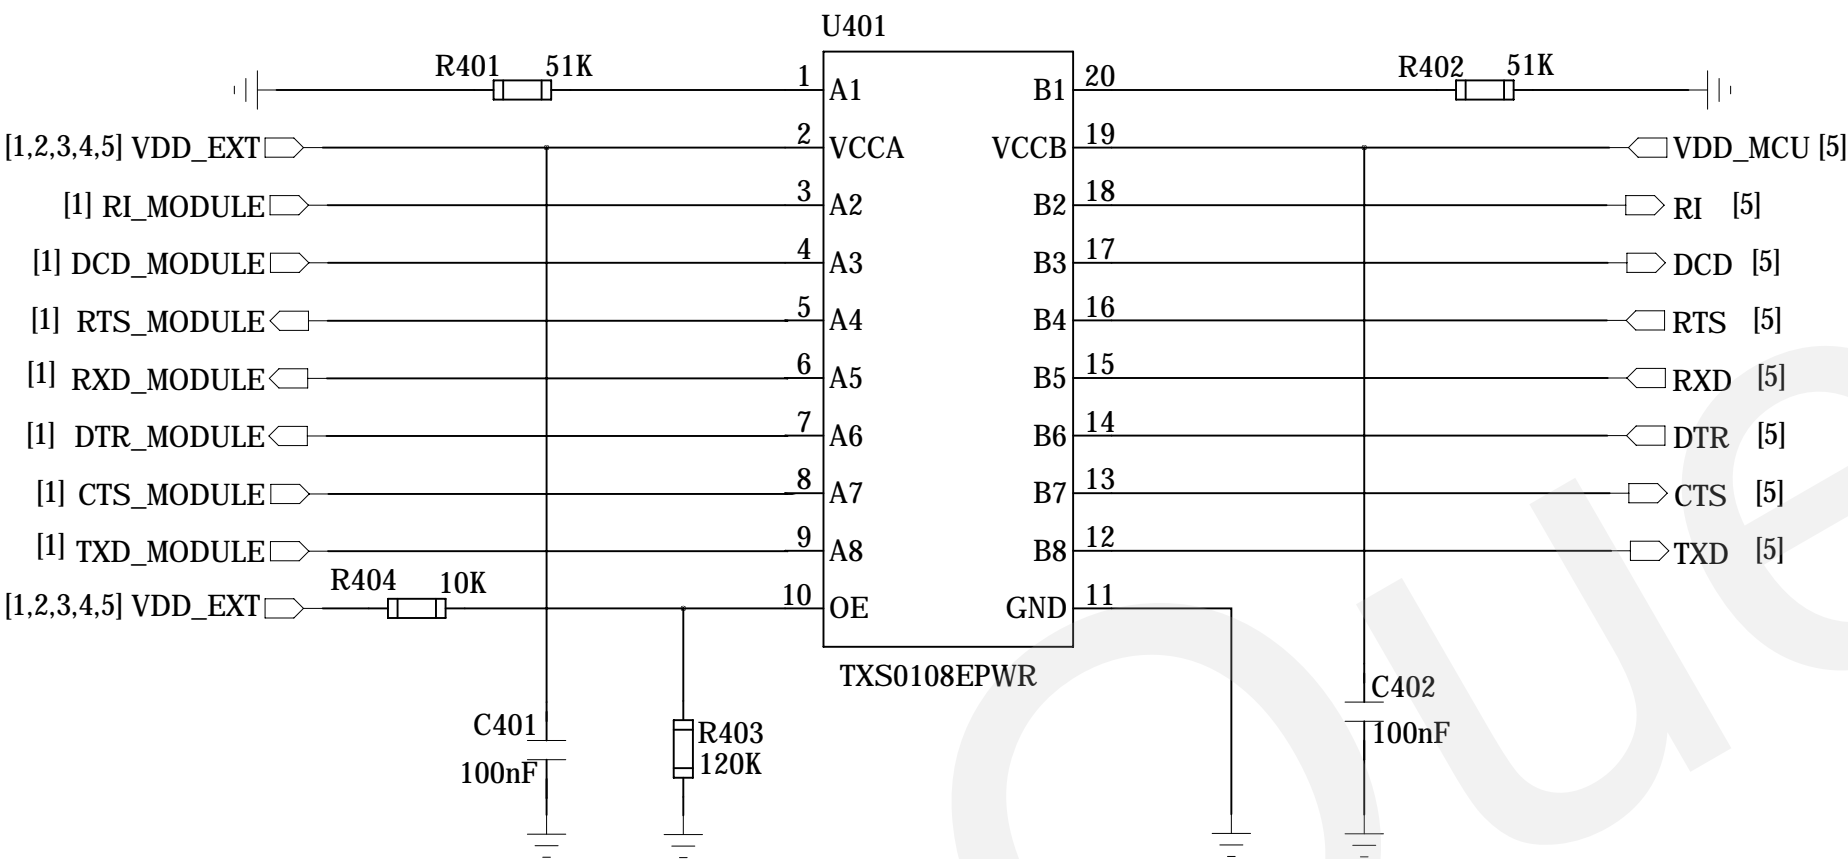 U401
R401 51K 1 A1 B1 20 R402 51K
[1,2,3,4,5] VDD_EXT 2 VCCA VCCB 19 VDD_MCU [5]
[1] RI_MODULE 3 A2 B2 18 RI [5]
[1] DCD_MODULE 4 A3 B3 17 DCD [5]
[1] RTS_MODULE 5 A4 B4 16 RTS [5]
[1] RXD_MODULE 6 A5 B5 15 RXD [5]
[1] DTR_MODULE 7 A6 B6 14 DTR [5]
[1] CTS_MODULE 8 A7 B7 13 CTS [5]
[1] TXD_MODULE 9 A8 B8 12 TXD [5]
R404 10K
[1,2,3,4,5] VDD_EXT 10 OE GND 11
TXS0108EPWR
C401
100nF
R403
120K
C402
100nF
Que